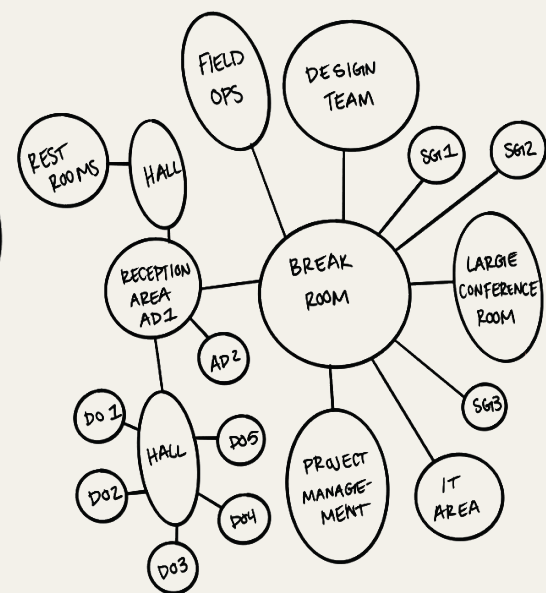 FIELD
OPS
DESIGN
TEAM
REST
ROOMS
HALL
SG1
SG2
RECEPTION
AREA
AD1
BREAK
ROOM
LARGE
CONFERENCE
ROOM
AD2
SG3
DO1
HALL
DO5
DO2
DO4
DO3
PROJECT
MANAGE-
MENT
IT
AREA